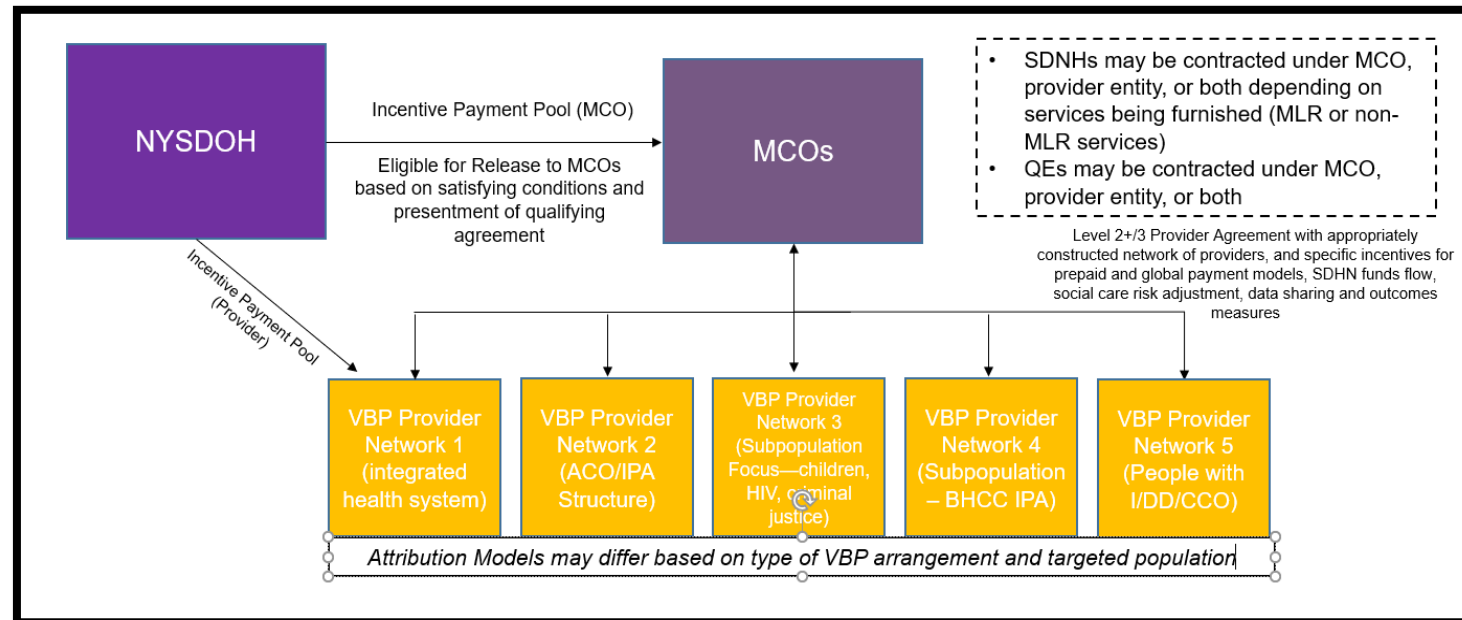 NYSDOH
Incentive Payment Pool (MCO)
Eligible for Release to MCOs
based on satisfying conditions and
presentment of qualifying
agreement
MCOs
• SDNHs may be contracted under MCO,
provider entity, or both depending on
services being furnished (MLR or non-
MLR services)
• QEs may be contracted under MCO,
provider entity, or both
Level 2+/3 Provider Agreement with appropriately
constructed network of providers, and specific incentives for
prepaid and global payment models, SDHN funds flow,
social care risk adjustment, data sharing and outcomes
measures
Incentive Payment Pool
(Provider)
VBP Provider
Network 1
(integrated
health system)
VBP Provider
Network 2
(ACO/IPA
Structure)
VBP Provider
Network 3
(Subpopulation
Focus—children,
HIV, criminal
justice)
VBP Provider
Network 4
(Subpopulation
– BHCC IPA)
VBP Provider
Network 5
(People with
I/DD/CCO)
Attribution Models may differ based on type of VBP arrangement and targeted population